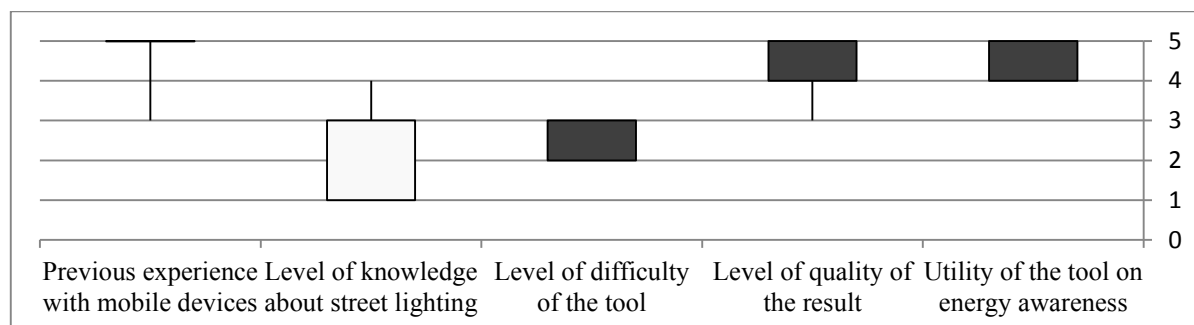 5
4
3
2
1
0
Previous experience with mobile devices
Level of knowledge about street lighting
Level of difficulty of the tool
Level of quality of the result
Utility of the tool on energy awareness